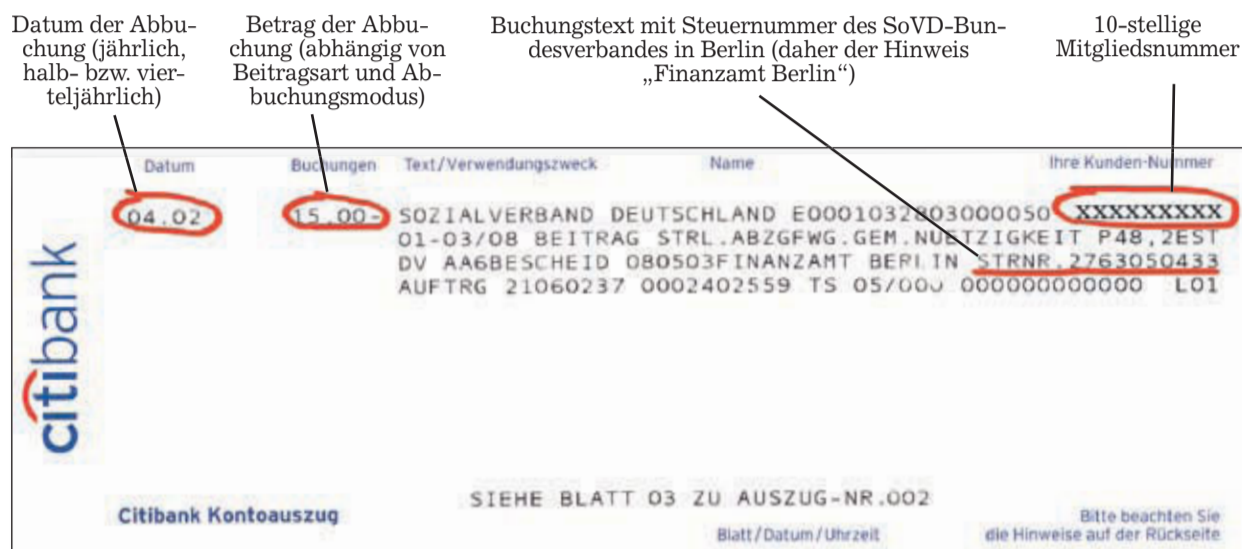 Datum der Abbu-
chung (jährlich,
halb- bzw. vier-
teljährlich)
Betrag der Abbu-
chung (abhängig von
Beitragsart und Ab-
buchungsmodus)
Buchungstext mit Steuernummer des SoVD-Bun-
desverbandes in Berlin (daher der Hinweis
„Finanzamt Berlin“)
10-stellige
Mitgliedsnummer
Datum Buchungen Text/Verwendungszweck Name Ihre Kunden-Nummer
04.02 15,00- SOZIALVERBAND DEUTSCHLAND E0001032803000050 XXXXXXXXX
01-03/08 BEITRAG STRL.ABZGFWG.GEM.NUETZIGKEIT P48,2EST
DV AA6BESCHEID 080503FINANZAMT BERLIN STRNR.2763050433
AUFTRG 21060237 0002402559 TS 05/000 000000000000 L01
citibank
SIEHE BLATT 03 ZU AUSZUG-NR.002
Citibank Kontoauszug
Blatt/Datum/Uhrzeit
Bitte beachten Sie
die Hinweise auf der Rückseite